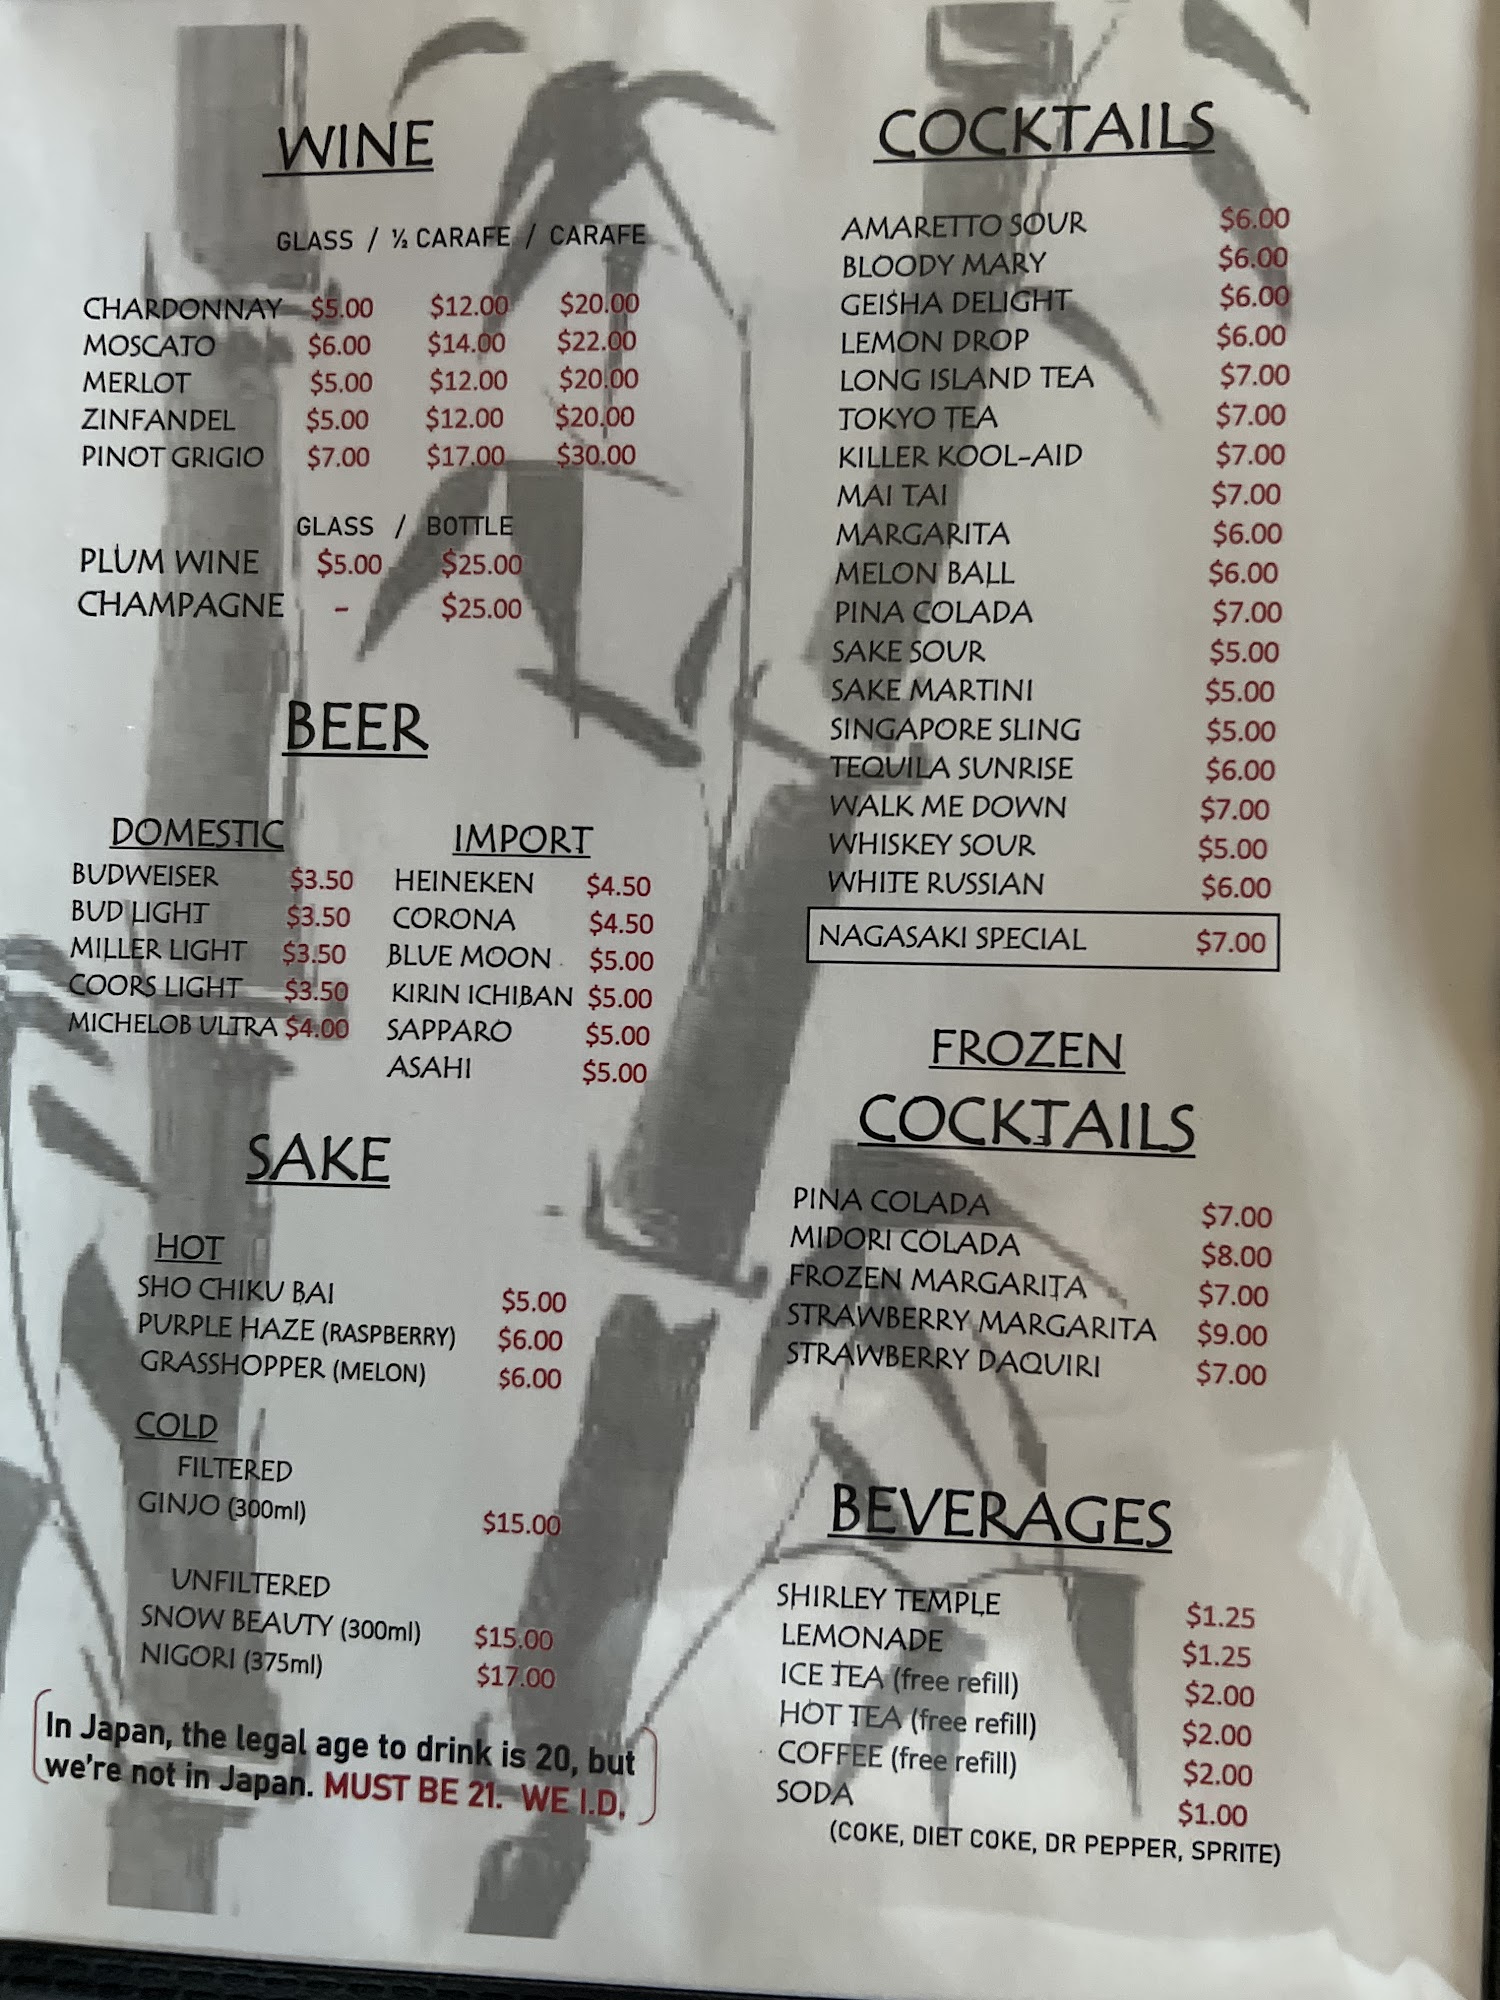 WINE
GLASS / ½ CARAFE / CARAFE
CHARDONNAY $5.00 $12.00 $20.00
MOSCATO $6.00 $14.00 $22.00
MERLOT $5.00 $12.00 $20.00
ZINFANDEL $5.00 $12.00 $20.00
PINOT GRIGIO $7.00 $17.00 $30.00
GLASS / BOTTLE
PLUM WINE $5.00 $25.00
CHAMPAGNE - $25.00
BEER
DOMESTIC
BUDWEISER $3.50
BUD LIGHT $3.50
MILLER LIGHT $3.50
COORS LIGHT $3.50
MICHELOB ULTRA $4.00
IMPORT
HEINEKEN $4.50
CORONA $4.50
BLUE MOON $5.00
KIRIN ICHIBAN $5.00
SAPPARO $5.00
ASAHI $5.00
SAKE
HOT
SHO CHIKU BAI $5.00
PURPLE HAZE (RASPBERRY) $6.00
GRASSHOPPER (MELON) $6.00
COLD
FILTERED
GINJO (300ml) $15.00
UNFILTERED
SNOW BEAUTY (300ml) $15.00
NIGORI (375ml) $17.00
In Japan, the legal age to drink is 20, but
we're not in Japan. MUST BE 21. WE I.D.
COCKTAILS
AMARETTO SOUR $6.00
BLOODY MARY $6.00
GEISHA DELIGHT $6.00
LEMON DROP $6.00
LONG ISLAND TEA $7.00
TOKYO TEA $7.00
KILLER KOOL-AID $7.00
MAI TAI $7.00
MARGARITA $6.00
MELON BALL $6.00
PINA COLADA $7.00
SAKE SOUR $5.00
SAKE MARTINI $5.00
SINGAPORE SLING $5.00
TEQUILA SUNRISE $6.00
WALK ME DOWN $7.00
WHISKEY SOUR $5.00
WHITE RUSSIAN $6.00
NAGASAKI SPECIAL $7.00
FROZEN
COCKTAILS
PINA COLADA $7.00
MIDORI COLADA $8.00
FROZEN MARGARITA $7.00
STRAWBERRY MARGARITA $9.00
STRAWBERRY DAQUIRI $7.00
BEVERAGES
SHIRLEY TEMPLE $1.25
LEMONADE $1.25
ICE TEA (free refill) $2.00
HOT TEA (free refill) $2.00
COFFEE (free refill) $2.00
SODA $1.00
(COKE, DIET COKE, DR PEPPER, SPRITE)